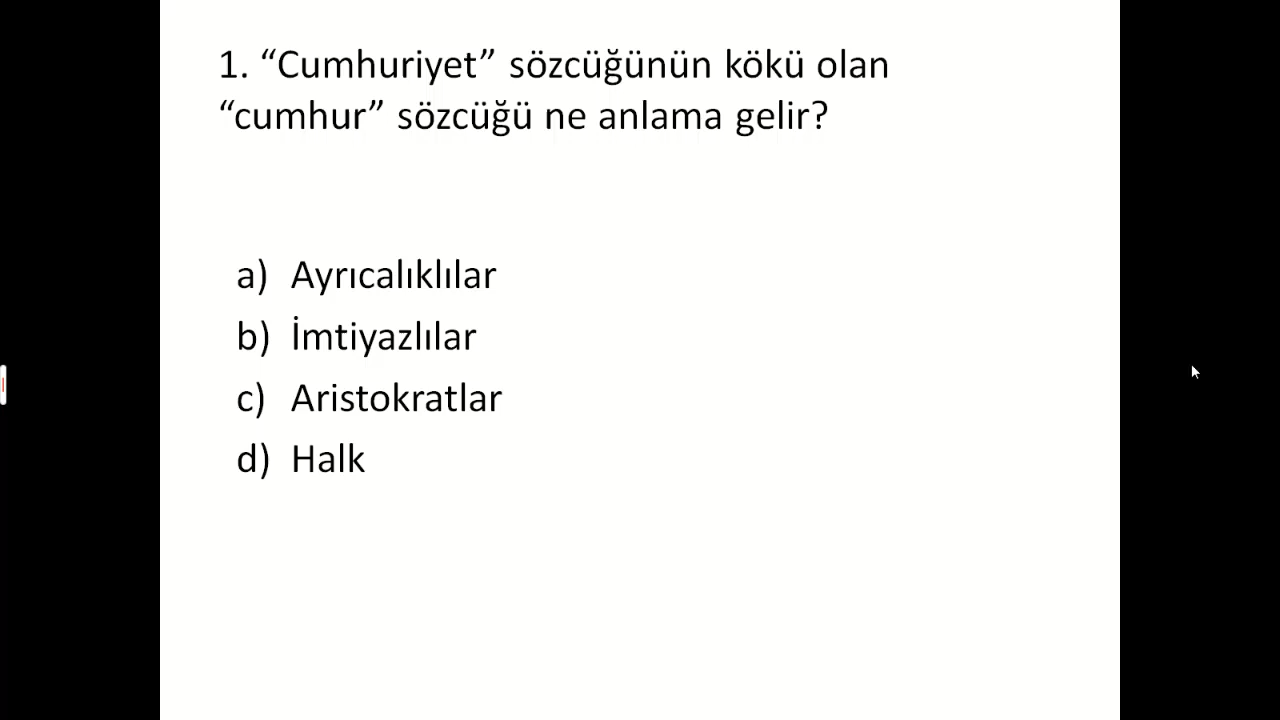 1. “Cumhuriyet” sözcüğünün kökü olan
“cumhur” sözcüğü ne anlama gelir?
a) Ayrıcalıklılar
b) İmtiyazlılar
c) Aristokratlar
d) Halk